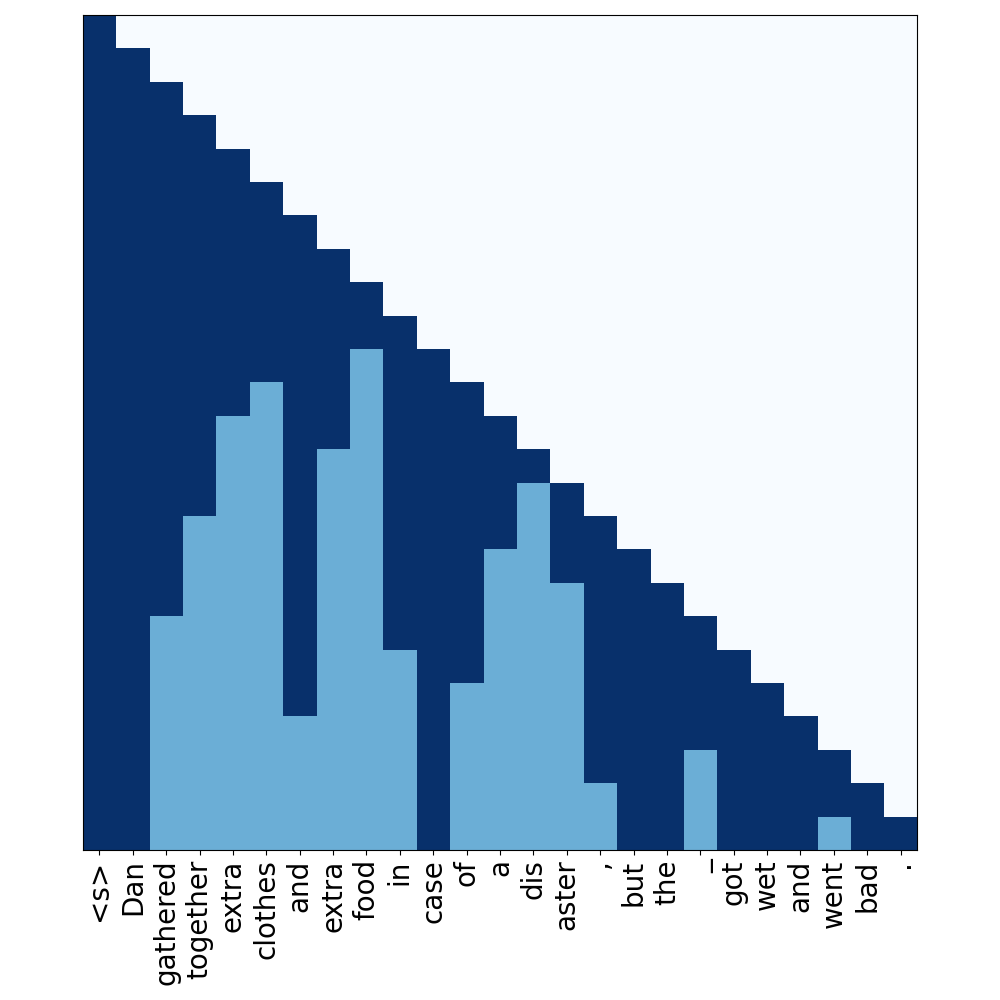 <s> Dan gathered together extra clothes and extra food in case of a dis aster , but the _ got wet and went bad .